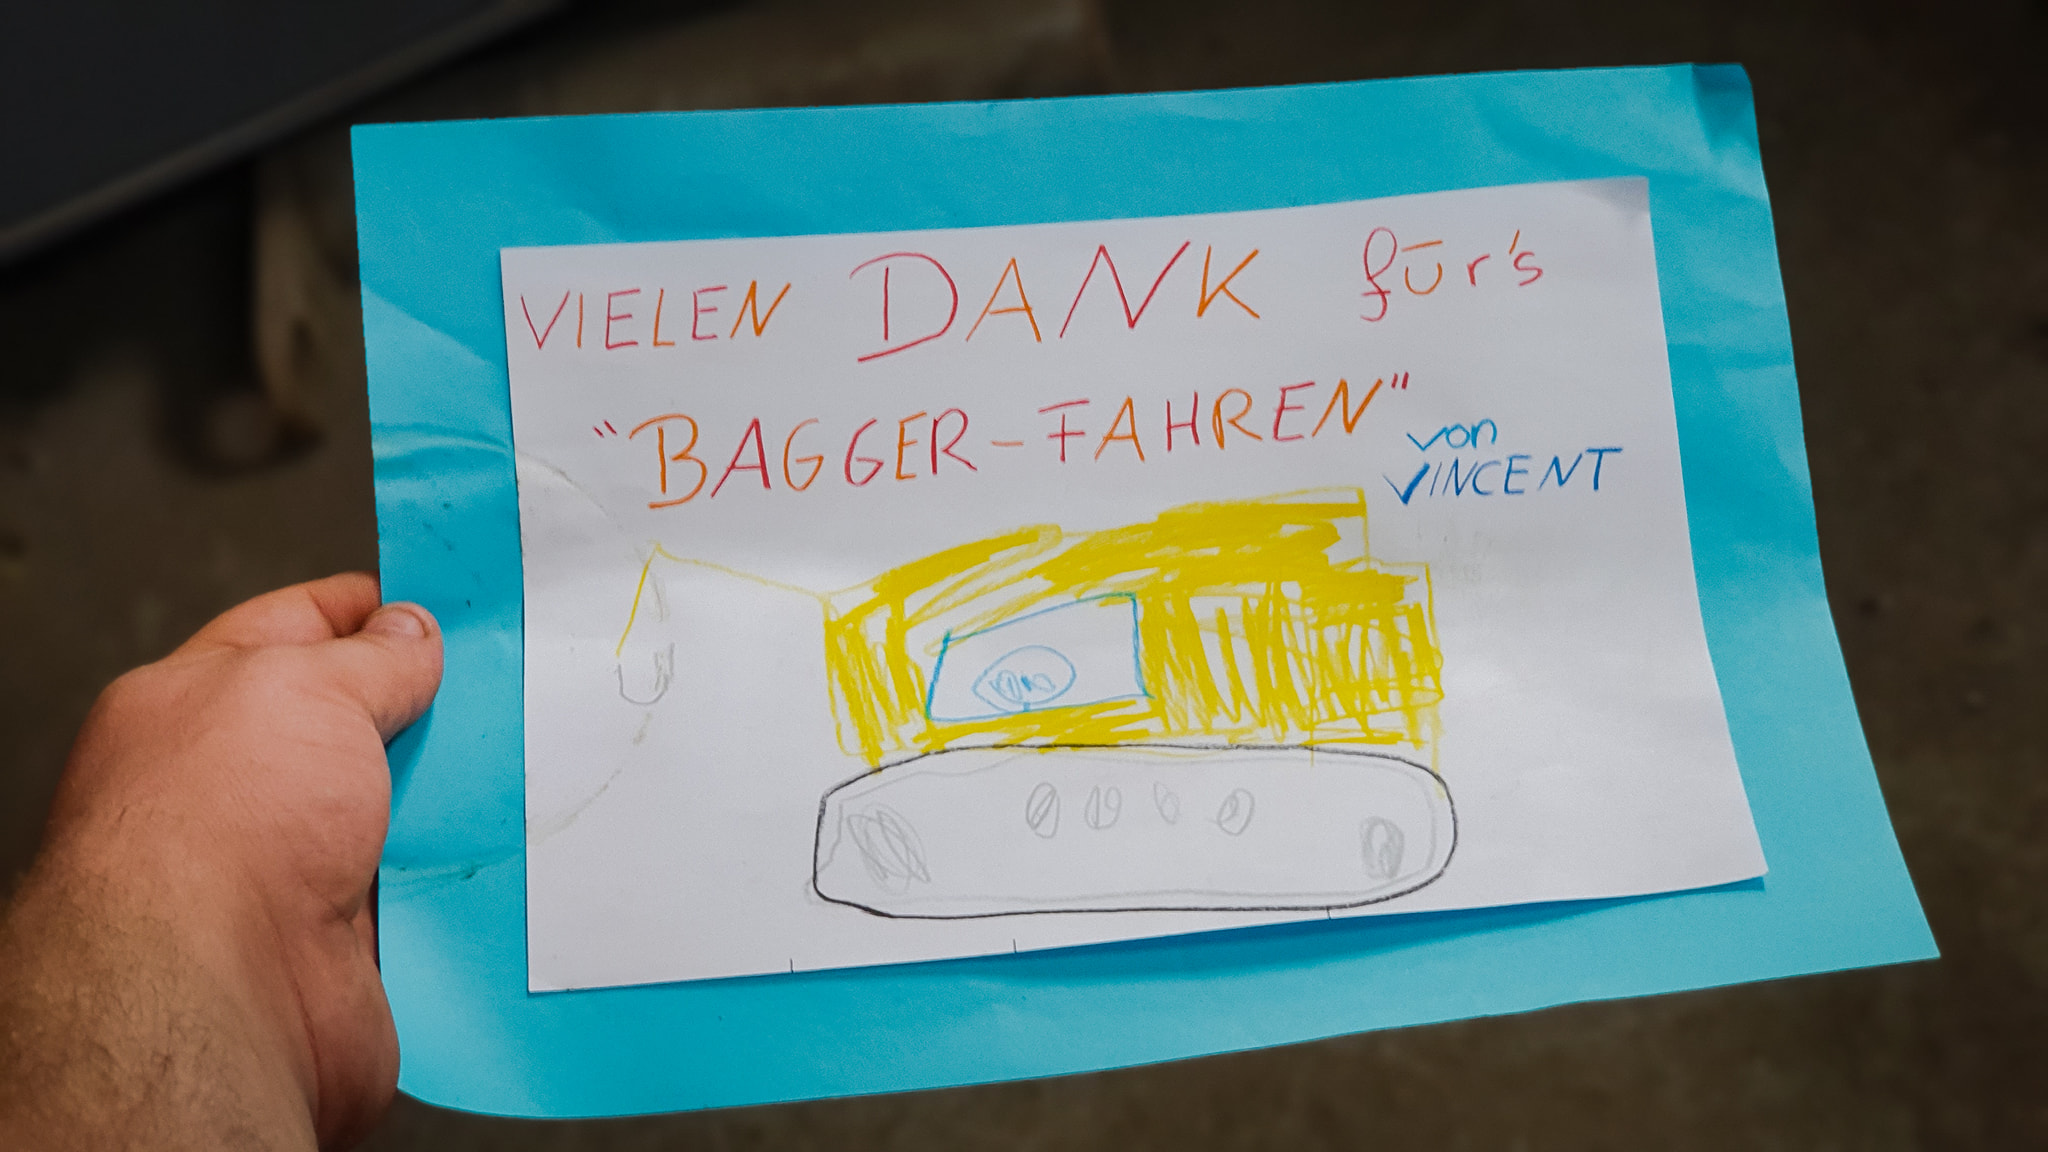 VIELEN DANK für's
"BAGGER-FAHREN"
von
VINCENT